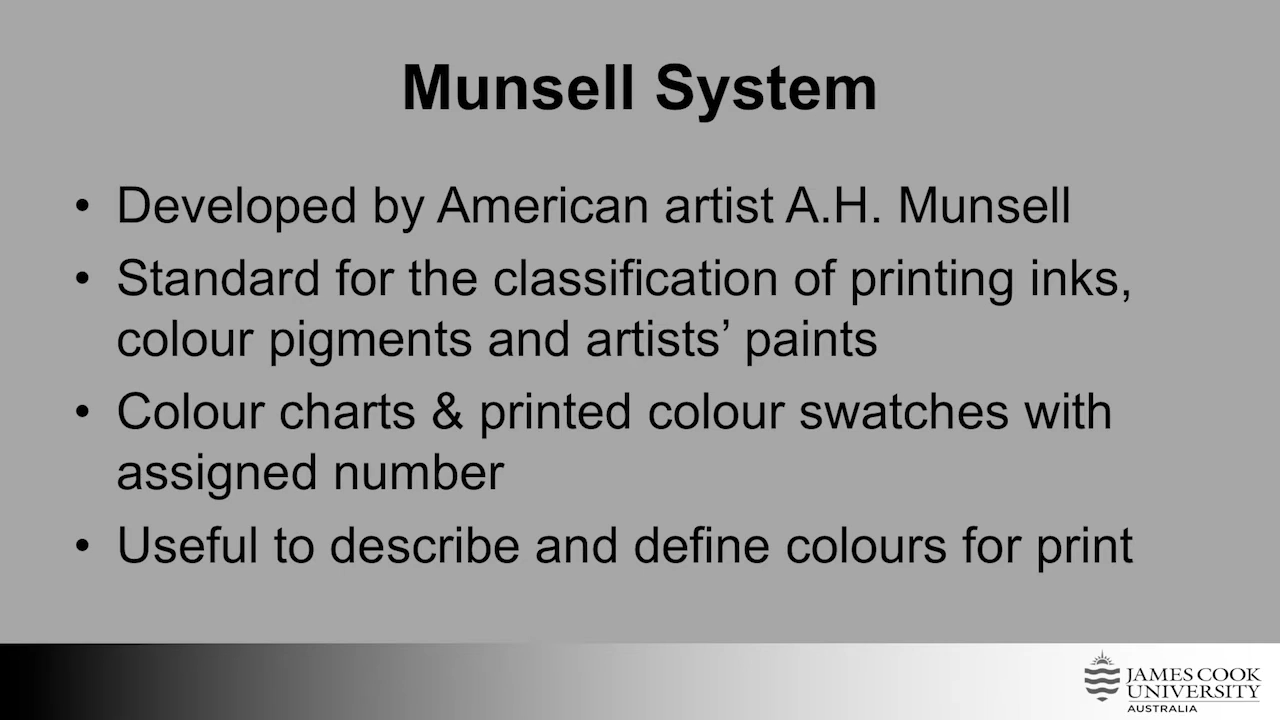 Munsell System
• Developed by American artist A.H. Munsell
• Standard for the classification of printing inks,
colour pigments and artists’ paints
• Colour charts & printed colour swatches with
assigned number
• Useful to describe and define colours for print
JAMES COOK
UNIVERSITY
AUSTRALIA